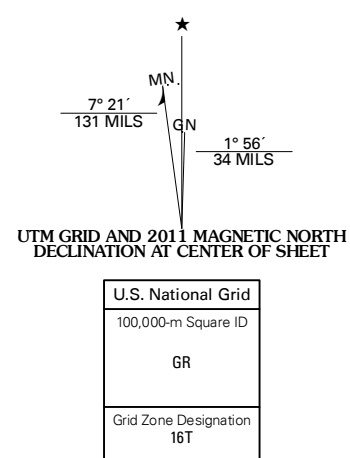 ★
MN.
7° 21´
131 MILS
GN
1° 56´
34 MILS
UTM GRID AND 2011 MAGNETIC NORTH
DECLINATION AT CENTER OF SHEET
U.S. National Grid
100,000-m Square ID
GR
Grid Zone Designation
16T